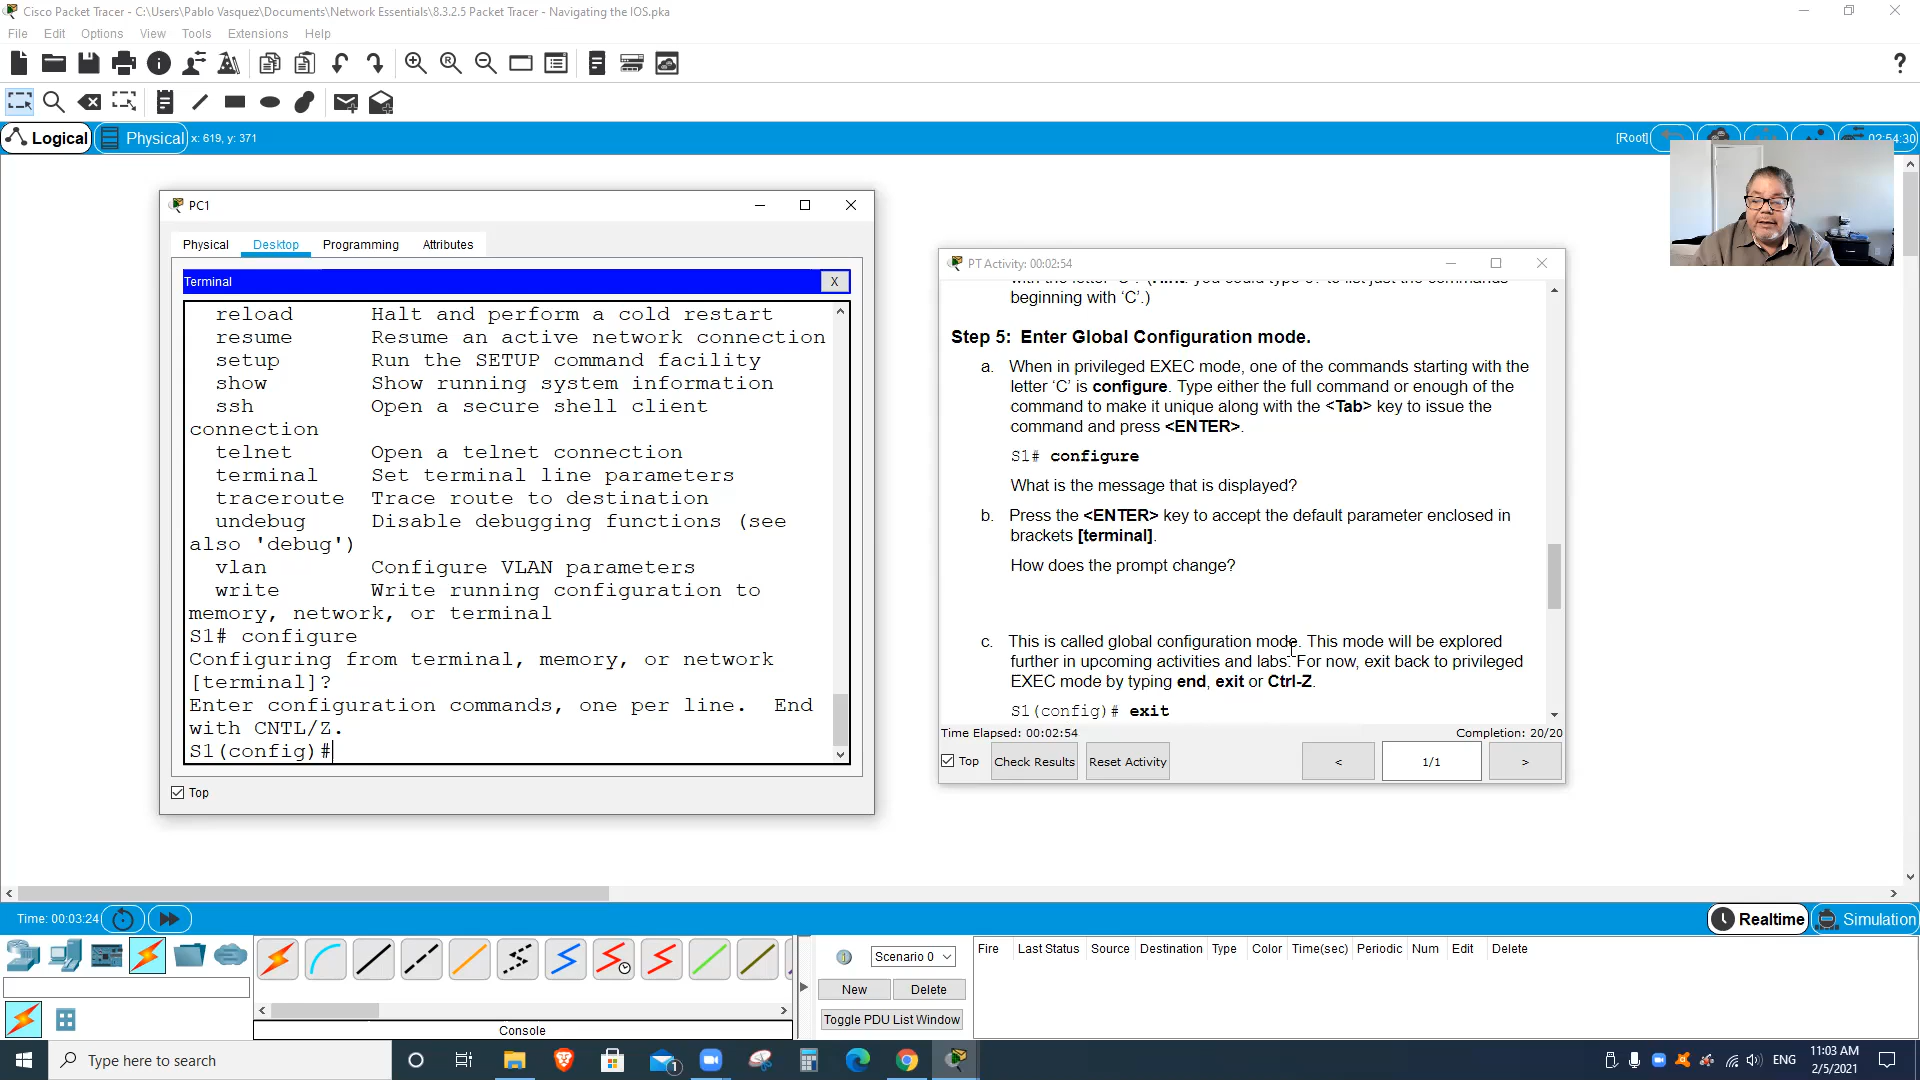 Cisco Packet Tracer - C:\Users\Pablo Vasquez\Documents\Network Essentials\8.3.2.5 Packet Tracer - Navigating the IOS.pka
File Edit Options View Tools Extensions Help
Logical Physical x: 619, y: 371
[Root] 02:54:30
PC1
Physical Desktop Programming Attributes
Terminal X
reload Halt and perform a cold restart
resume Resume an active network connection
setup Run the SETUP command facility
show Show running system information
ssh Open a secure shell client
connection
telnet Open a telnet connection
terminal Set terminal line parameters
traceroute Trace route to destination
undebug Disable debugging functions (see
also 'debug')
vlan Configure VLAN parameters
write Write running configuration to
memory, network, or terminal
S1# configure
Configuring from terminal, memory, or network
[terminal]?
Enter configuration commands, one per line. End
with CNTL/Z.
S1(config)#
Top
PT Activity: 00:02:54
beginning with ‘C’.)
Step 5: Enter Global Configuration mode.
a. When in privileged EXEC mode, one of the commands starting with the
letter ‘C’ is configure. Type either the full command or enough of the
command to make it unique along with the <Tab> key to issue the
command and press <ENTER>.
S1# configure
What is the message that is displayed?
b. Press the <ENTER> key to accept the default parameter enclosed in
brackets [terminal].
How does the prompt change?
c. This is called global configuration mode. This mode will be explored
further in upcoming activities and labs. For now, exit back to privileged
EXEC mode by typing end, exit or Ctrl-Z.
S1(config)# exit
Time Elapsed: 00:02:54 Completion: 20/20
Top Check Results Reset Activity < 1/1 >
Time: 00:03:24
Realtime Simulation
Scenario 0
New Delete
Toggle PDU List Window
Fire Last Status Source Destination Type Color Time(sec) Periodic Num Edit Delete
Console
Type here to search
1
ENG
11:03 AM
2/5/2021